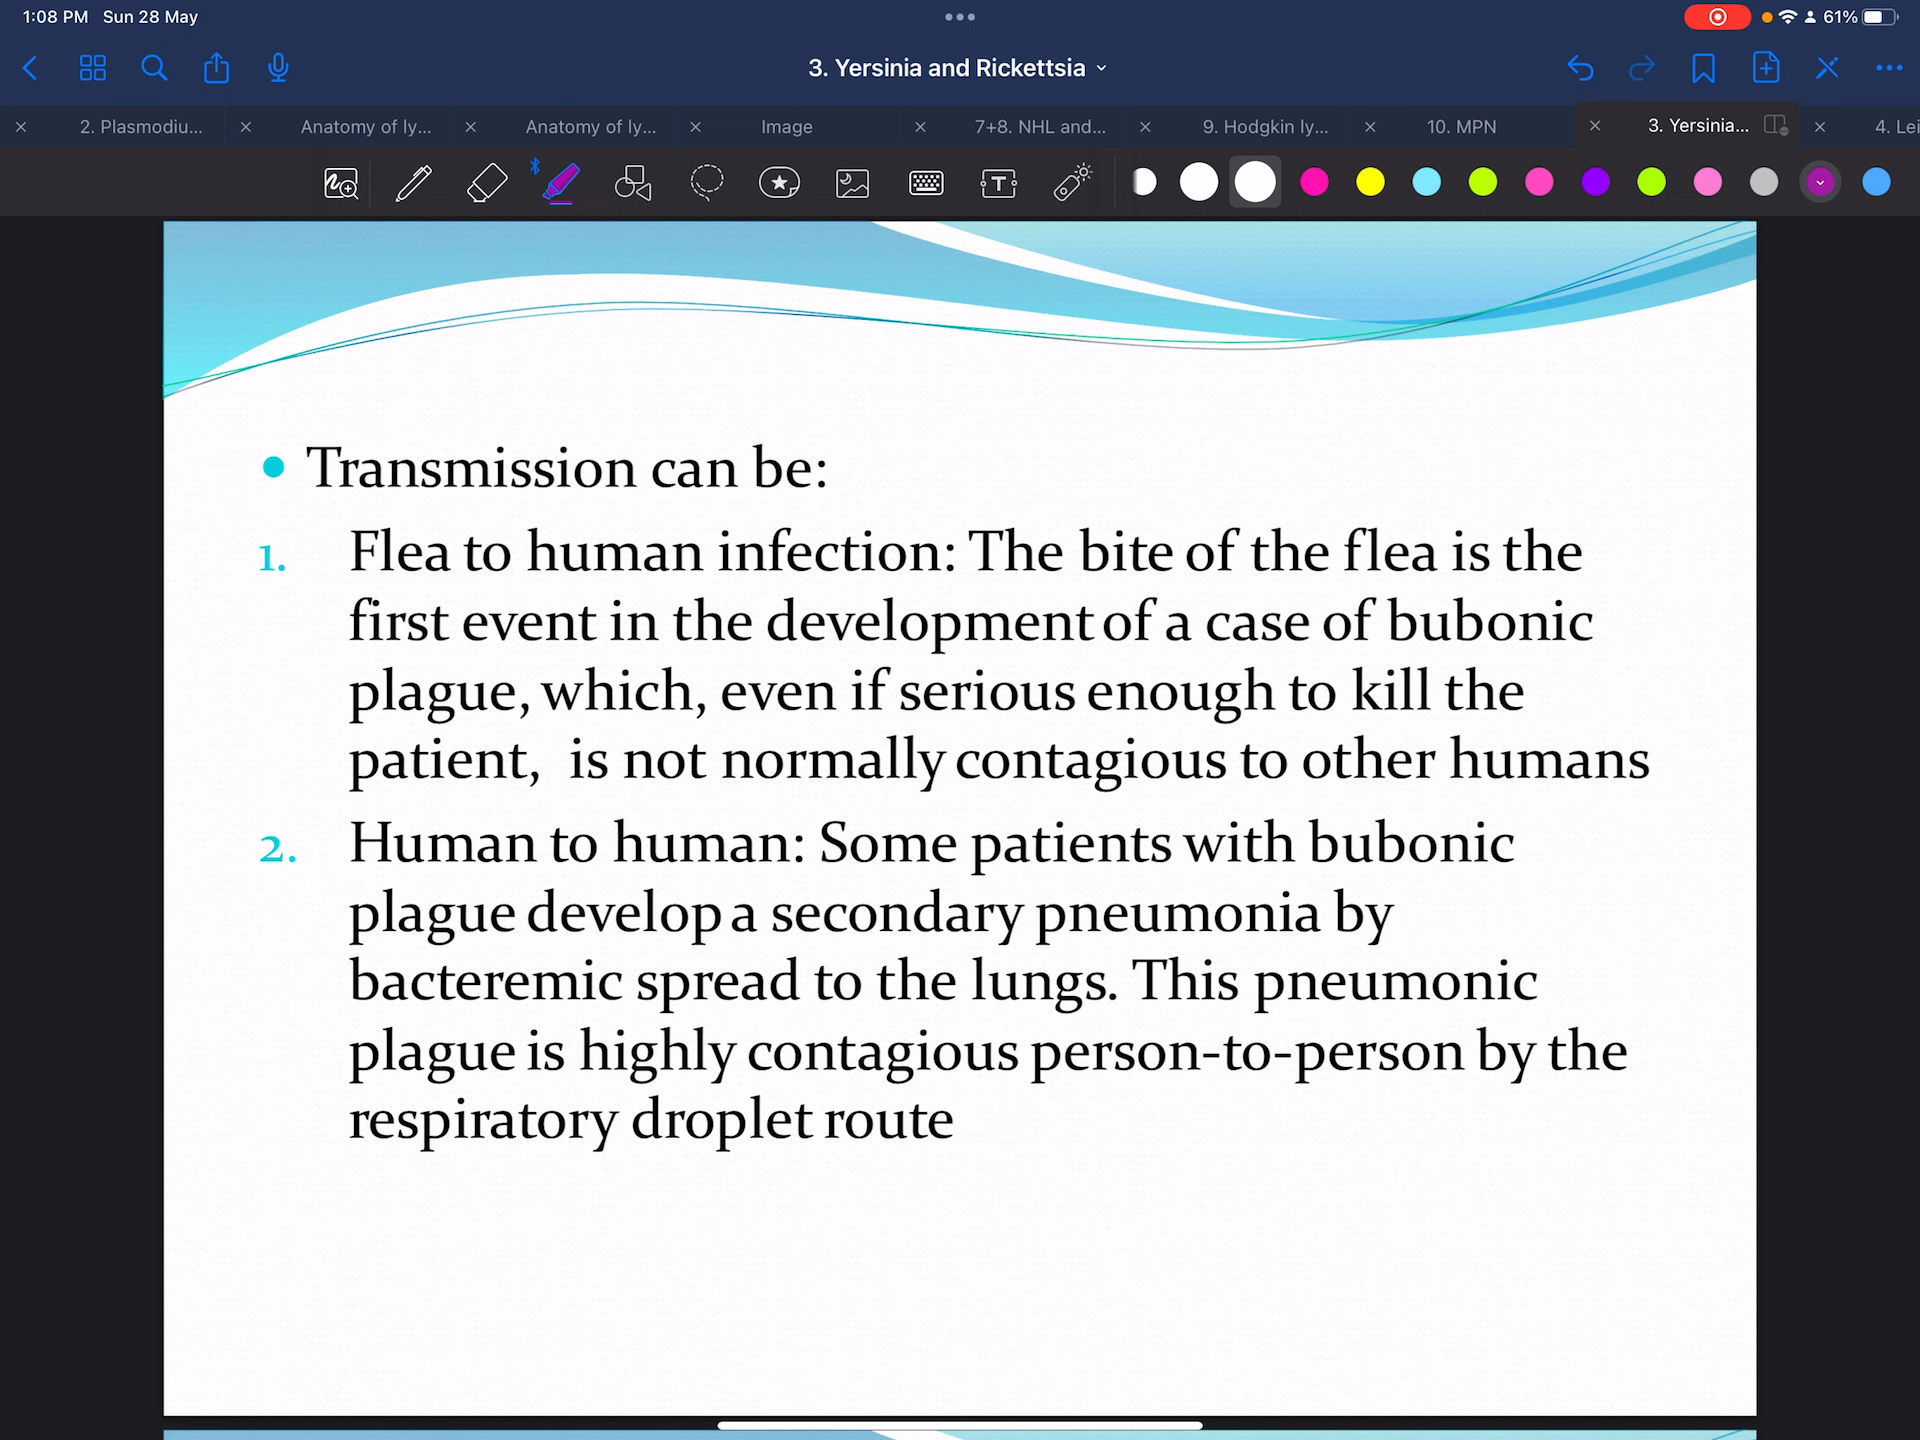 1:08 PM Sun 28 May
61%
3. Yersinia and Rickettsia
2. Plasmodiu...
Anatomy of ly...
Anatomy of ly...
Image
7+8. NHL and...
9. Hodgkin ly...
10. MPN
3. Yersinia...
4. Lei
T
Transmission can be:
1. Flea to human infection: The bite of the flea is the
first event in the development of a case of bubonic
plague, which, even if serious enough to kill the
patient, is not normally contagious to other humans
2. Human to human: Some patients with bubonic
plague develop a secondary pneumonia by
bacteremic spread to the lungs. This pneumonic
plague is highly contagious person-to-person by the
respiratory droplet route